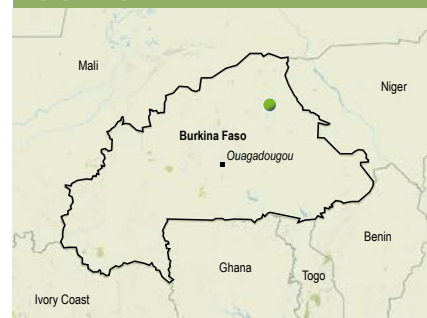 Mali
Niger
Burkina Faso
Ouagadougou
Benin
Ghana
Togo
Ivory Coast